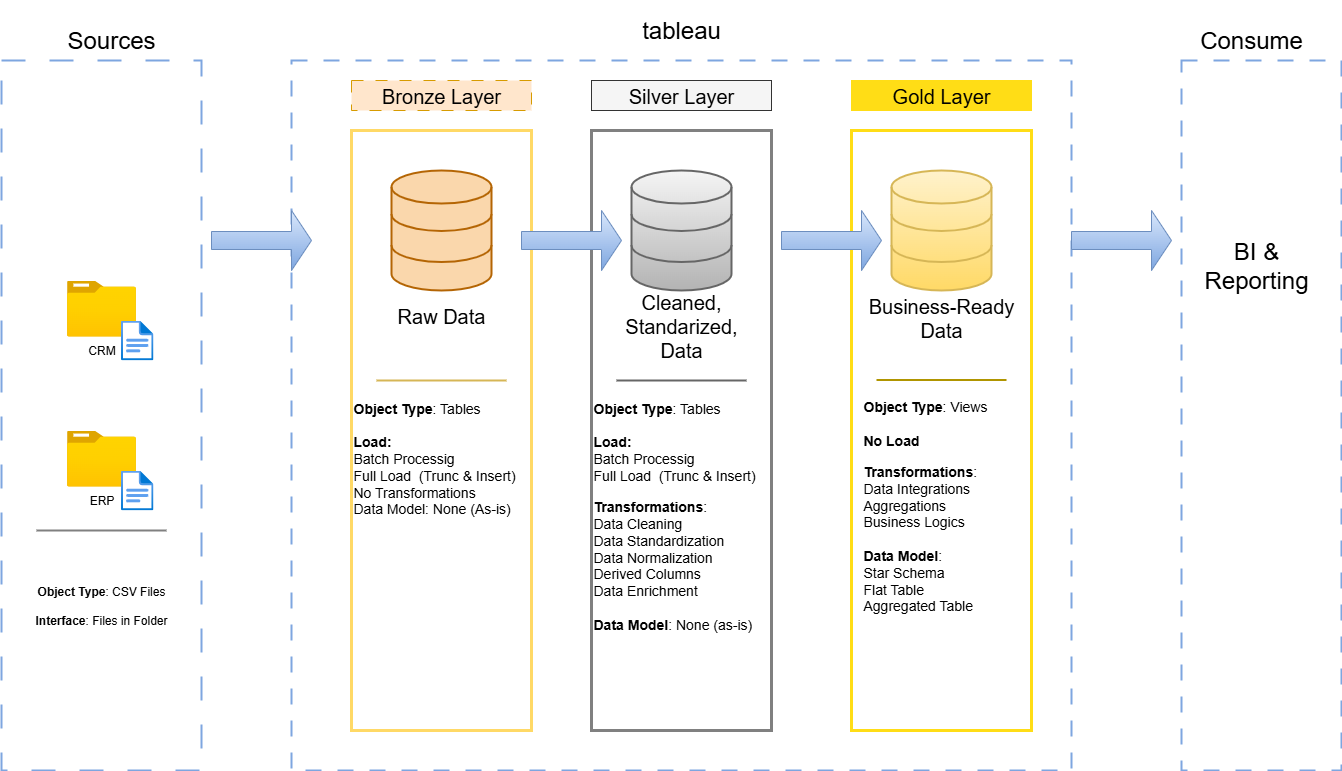 Sources
tableau
Consume
CRM
ERP
Object Type: CSV Files
Interface: Files in Folder
Bronze Layer
Raw Data
Object Type: Tables
Load:
Batch Processig
Full Load  (Trunc & Insert)
No Transformations
Data Model: None (As-is)
Silver Layer
Cleaned,
Standarized,
Data
Object Type: Tables
Load:
Batch Processig
Full Load  (Trunc & Insert)
Transformations:
Data Cleaning
Data Standardization
Data Normalization
Derived Columns
Data Enrichment
Data Model: None (as-is)
Gold Layer
Business-Ready
Data
Object Type: Views
No Load
Transformations:
Data Integrations
Aggregations
Business Logics
Data Model:
Star Schema
Flat Table
Aggregated Table
BI &
Reporting